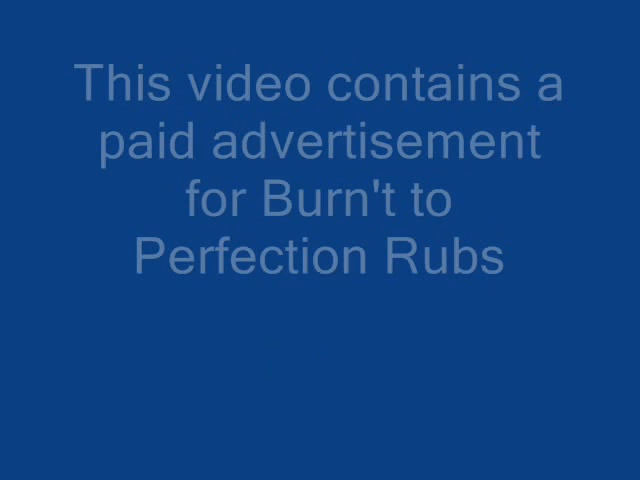 This video contains a
paid advertisement
for Burn't to
Perfection Rubs